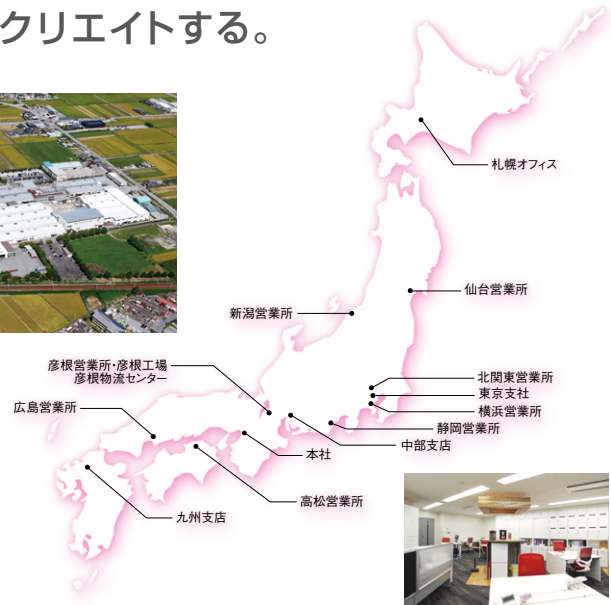 クリエイトする。
札幌オフィス
仙台営業所
新潟営業所
彦根営業所・彦根工場
彦根物流センター
北関東営業所
東京支社
広島営業所
横浜営業所
静岡営業所
中部支店
本社
高松営業所
九州支店